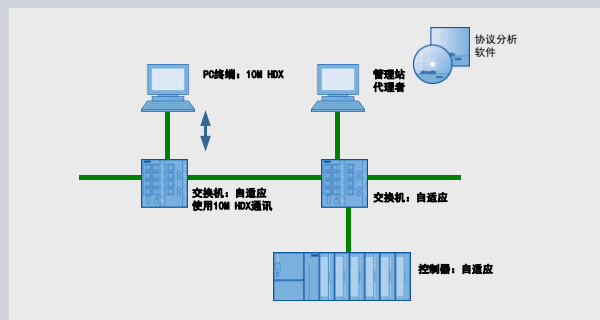 协议分析
软件
PC终端：10M HDX
管理站
代理者
交换机：自适应
使用10M HDX通讯
交换机：自适应
控制器：自适应